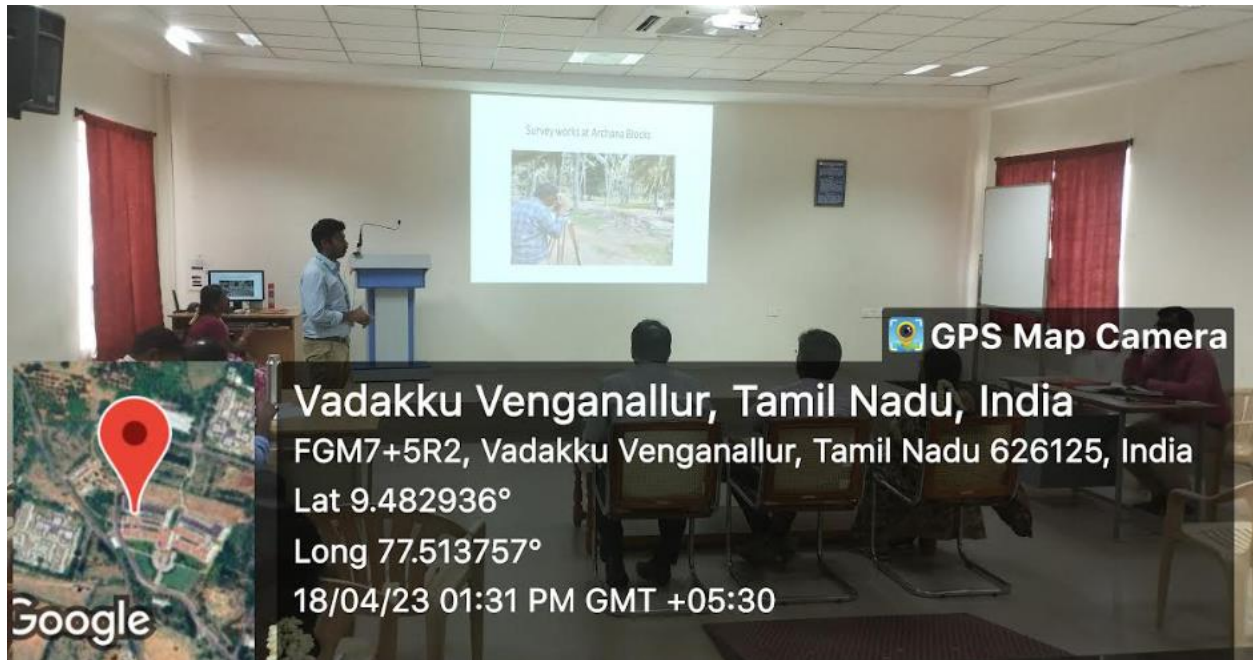 Survey works at Archana Blocks
GPS Map Camera
Vadakku Venganallur, Tamil Nadu, India
FGM7+5R2, Vadakku Venganallur, Tamil Nadu 626125, India
Lat 9.482936°
Long 77.513757°
18/04/23 01:31 PM GMT +05:30
Google